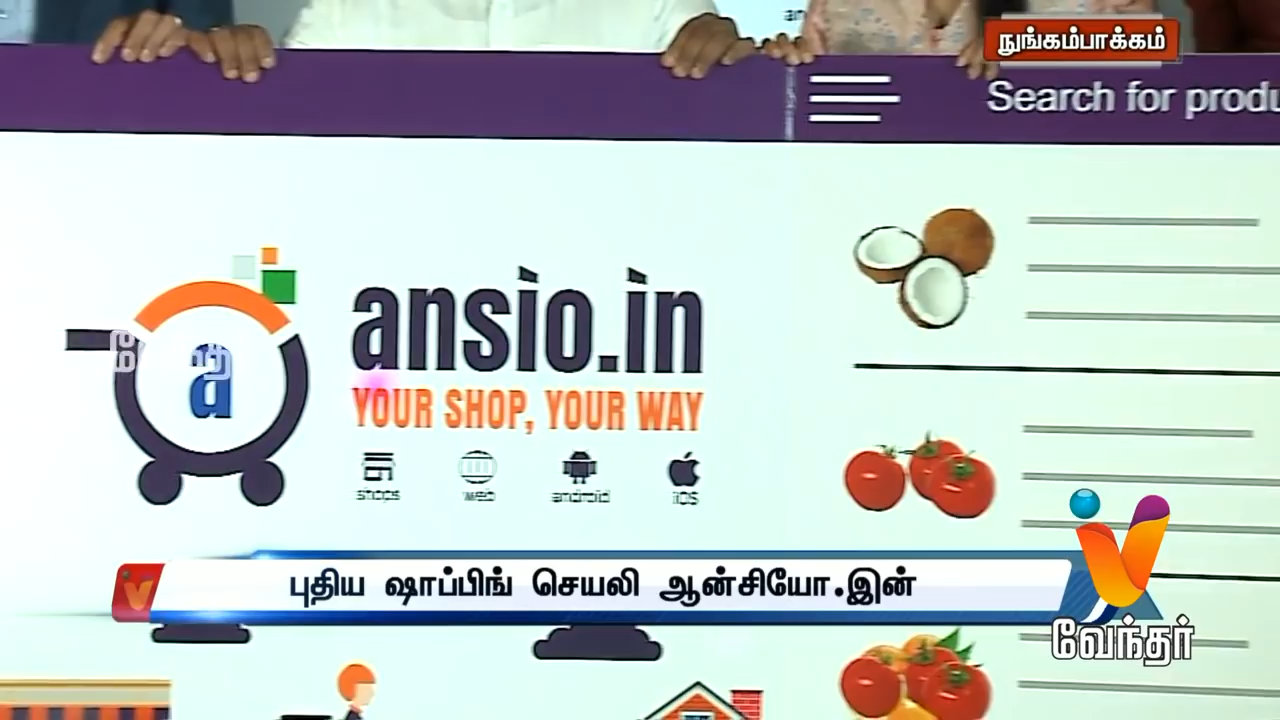 நுங்கம்பாக்கம்
Search for produ
ansio.in
YOUR SHOP, YOUR WAY
shops web android iOS
a
புதிய ஷாப்பிங் செயலி ஆன்சியோ.இன்
வேந்தர்